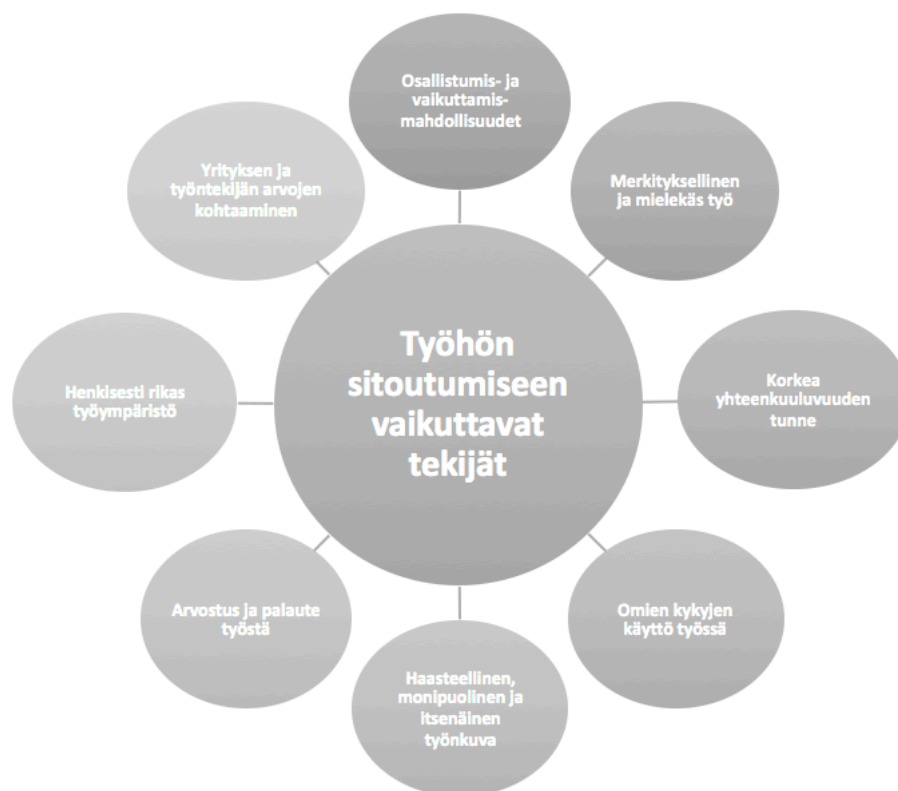 Osallistumis- ja
vaikuttamis-
mahdollisuudet
Merkityksellinen
ja mielekäs työ
Korkea
yhteenkuuluvuuden
tunne
Omien kykyjen
käyttö työssä
Haasteellinen,
monipuolinen ja
itsenäinen
työnkuva
Arvostus ja palaute
työstä
Henkisesti rikas
työympäristö
Yrityksen ja
työntekijän arvojen
kohtaaminen
Työhön
sitoutumiseen
vaikuttavat
tekijät